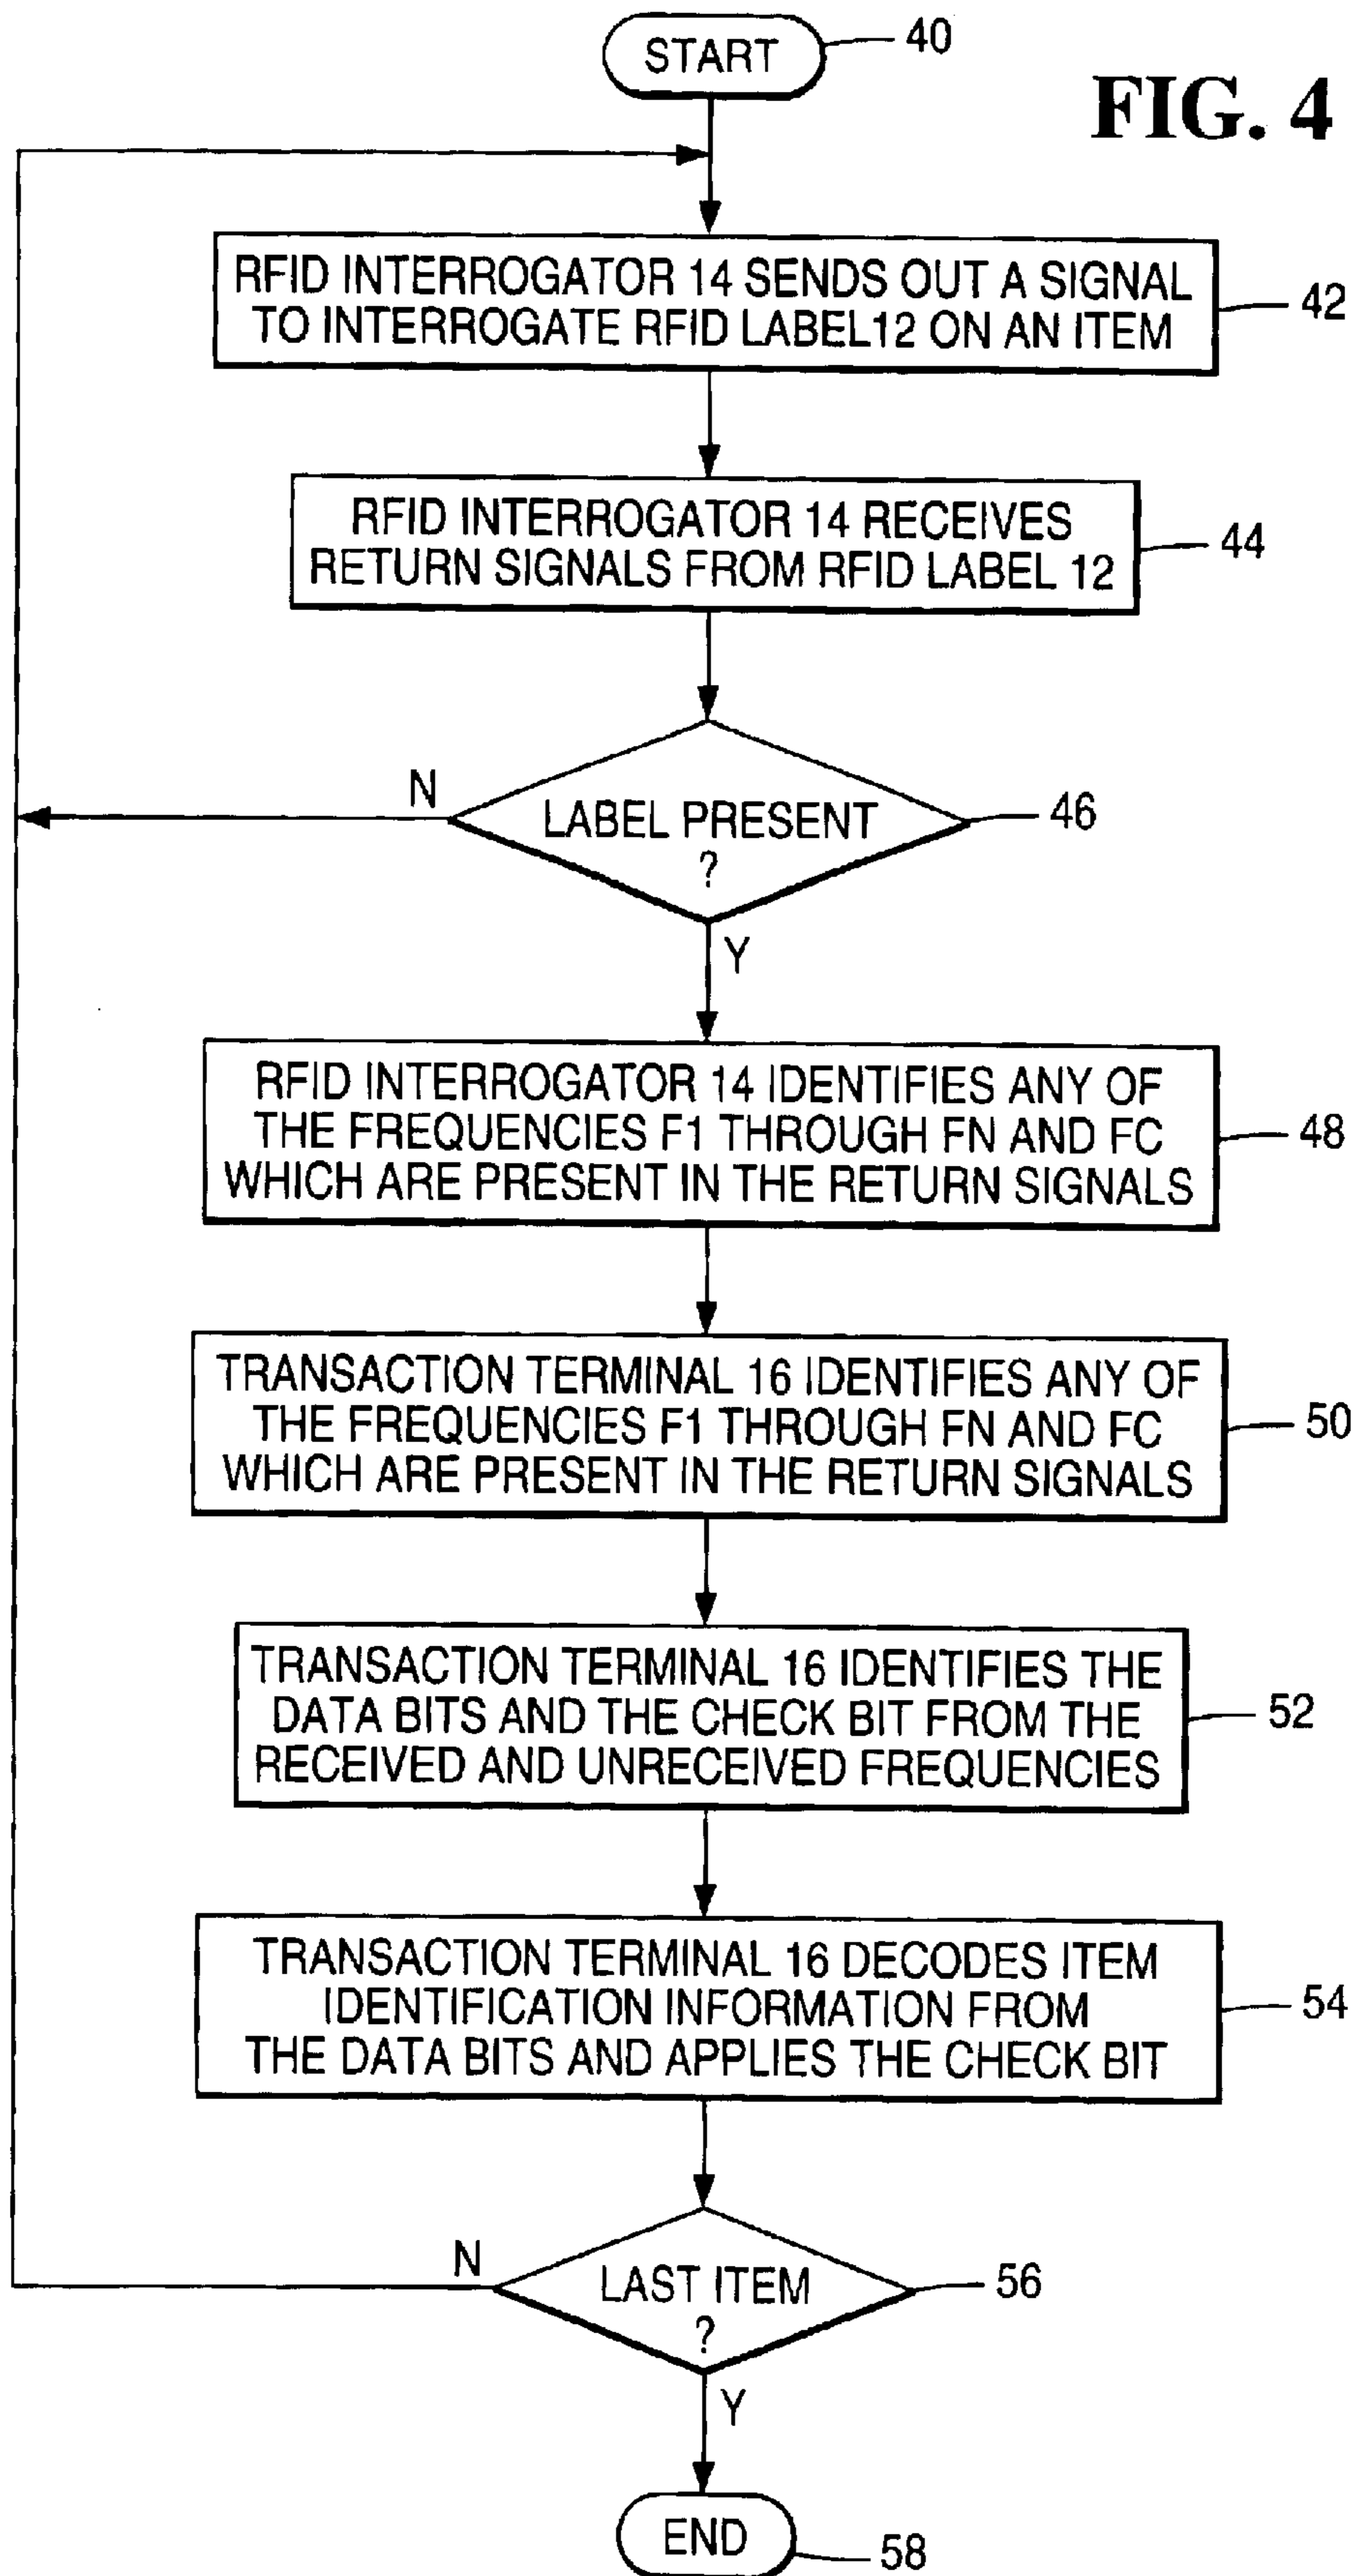 START
40
FIG. 4
RFID INTERROGATOR 14 SENDS OUT A SIGNAL
TO INTERROGATE RFID LABEL12 ON AN ITEM
42
RFID INTERROGATOR 14 RECEIVES
RETURN SIGNALS FROM RFID LABEL 12
44
N
LABEL PRESENT
?
46
Y
RFID INTERROGATOR 14 IDENTIFIES ANY OF
THE FREQUENCIES F1 THROUGH FN AND FC
WHICH ARE PRESENT IN THE RETURN SIGNALS
48
TRANSACTION TERMINAL 16 IDENTIFIES ANY OF
THE FREQUENCIES F1 THROUGH FN AND FC
WHICH ARE PRESENT IN THE RETURN SIGNALS
50
TRANSACTION TERMINAL 16 IDENTIFIES THE
DATA BITS AND THE CHECK BIT FROM THE
RECEIVED AND UNRECEIVED FREQUENCIES
52
TRANSACTION TERMINAL 16 DECODES ITEM
IDENTIFICATION INFORMATION FROM
THE DATA BITS AND APPLIES THE CHECK BIT
54
N
LAST ITEM
?
56
Y
END
58